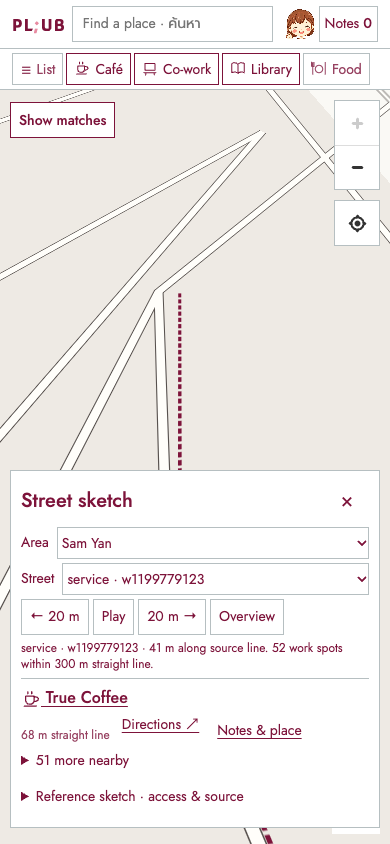 PL;UB Find a place · ค้นหา Notes 0
≡ List Café Co-work Library Food
Show matches
+
−
Street sketch ×
Area Sam Yan
Street service · w1199779123
← 20 m Play 20 m → Overview
service · w1199779123 · 41 m along source line. 52 work spots
within 300 m straight line.
True Coffee
68 m straight line Directions ↗ Notes & place
▶ 51 more nearby
▶ Reference sketch · access & source